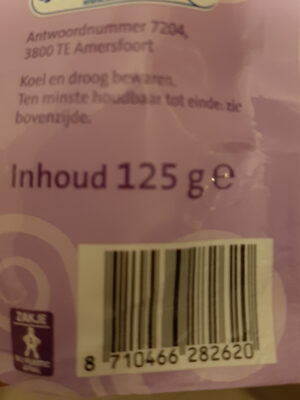 Antwoordnummer 7204,
3800 TE Amersfoort
Koel en droog bewaren.
Ten minste houdbaar tot einde: zie
bovenzijde.
Inhoud 125 g ℮
ZAKJE
8 710466 282620